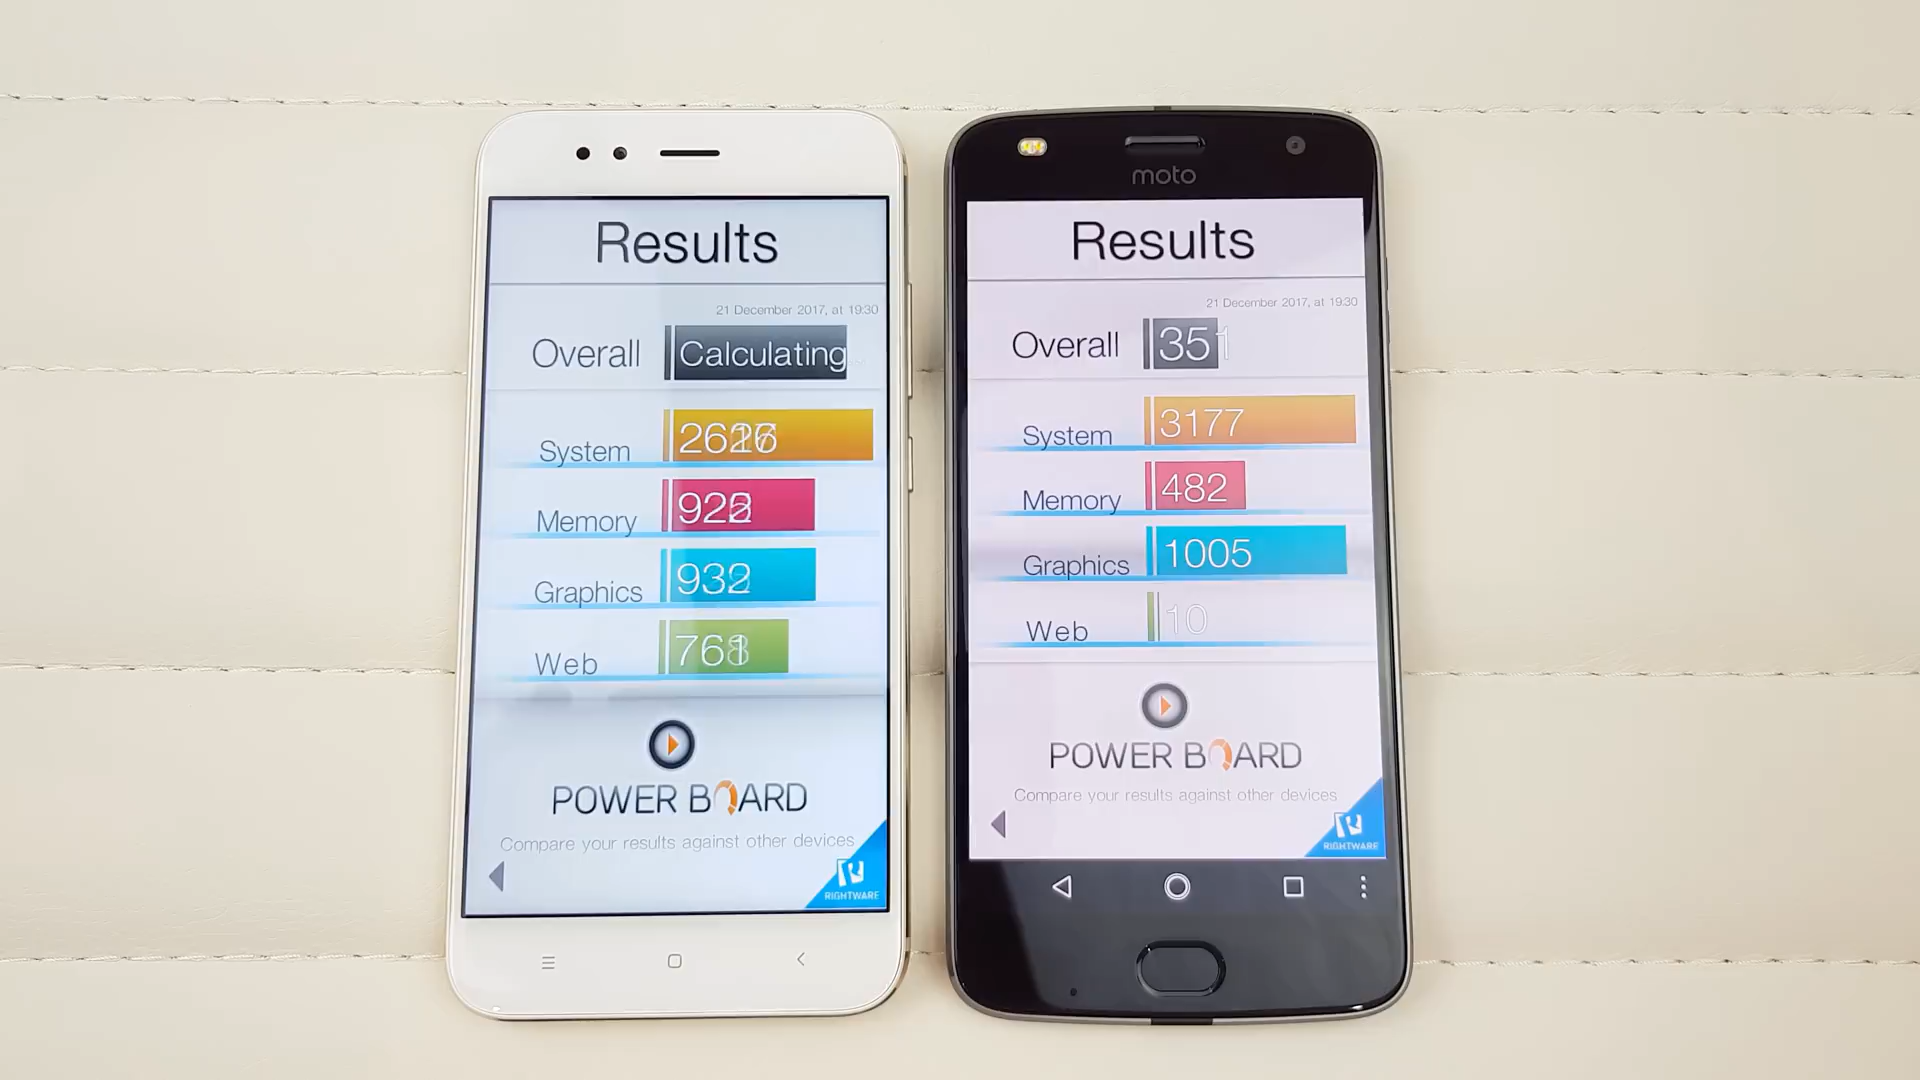 Results
21 December 2017, at 19:30
Overall Calculating...
System
Memory
Graphics
Web
POWER BOARD
Compare your results against other devices
RIGHTWARE
moto
Results
21 December 2017, at 19:30
Overall 351
System 3177
Memory 482
Graphics 1005
Web 10
POWER BOARD
Compare your results against other devices
RIGHTWARE